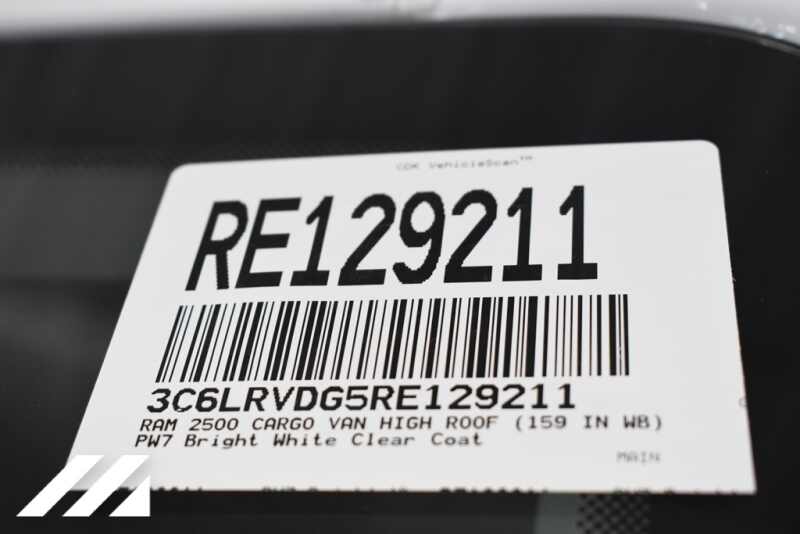 CDK VehicleScan™
RE129211
3C6LRVDG5RE129211
RAM 2500 CARGO VAN HIGH ROOF (159 IN WB)
PW7 Bright White Clear Coat
MAIN